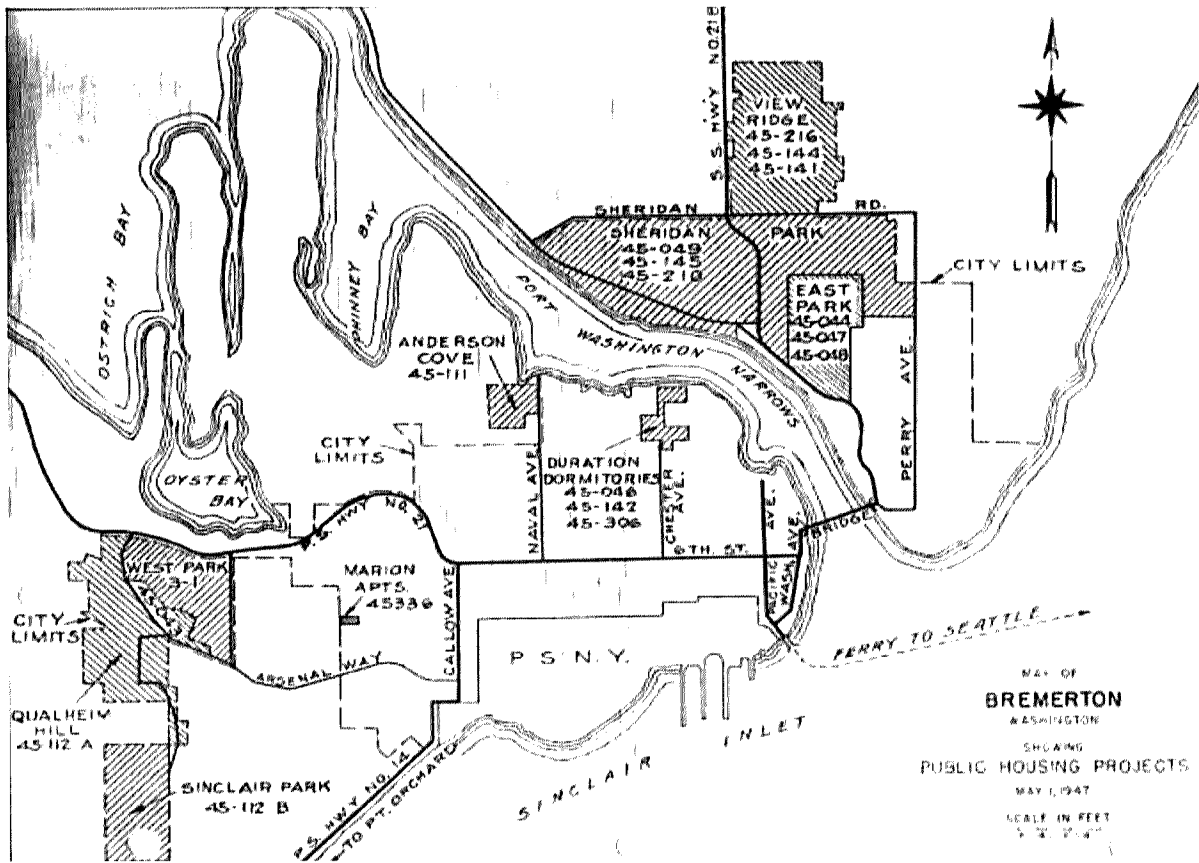 S. S. HWY NO. 21B
VIEW
RIDGE
45-216
45-144
45-141
SHERIDAN RD.
SHERIDAN PARK
45-049
45-145
45-210
CITY LIMITS
EAST
PARK
45-044
45-047
45-048
PERRY AVE.
OSTRICH BAY
PHINNEY BAY
PORT
WASHINGTON
NARROWS
ANDERSON
COVE
45-111
CITY
LIMITS
OYSTER
BAY
NAVAL AVE.
DURATION
DORMITORIES
45-046
45-142
45-306
CHESTER
AVE.
PACIFIC AVE.
WASH. AVE.
BRIDGE
6TH. ST.
P.S. HWY NO. 21
WEST PARK
3-1
45-043
MARION
APTS.
45336
CALLOW AVE.
CITY
LIMITS
ARSENAL WAY
P. S. N. Y.
FERRY TO SEATTLE
QUALHEIM
HILL
45-112 A
SINCLAIR PARK
45-112 B
P.S. HWY NO. 14
TO PT. ORCHARD
SINCLAIR INLET
MAP OF
BREMERTON
WASHINGTON
SHOWING
PUBLIC HOUSING PROJECTS
MAY 1, 1947
SCALE IN FEET